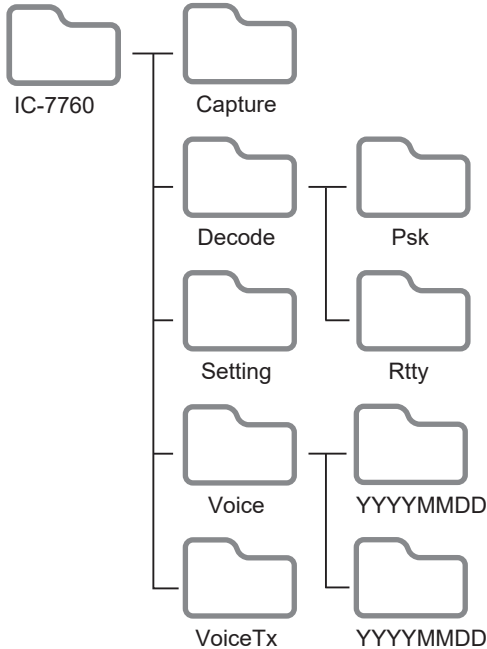 IC-7760
Capture
Decode
Psk
Setting
Rtty
Voice
YYYYMMDD
VoiceTx
YYYYMMDD